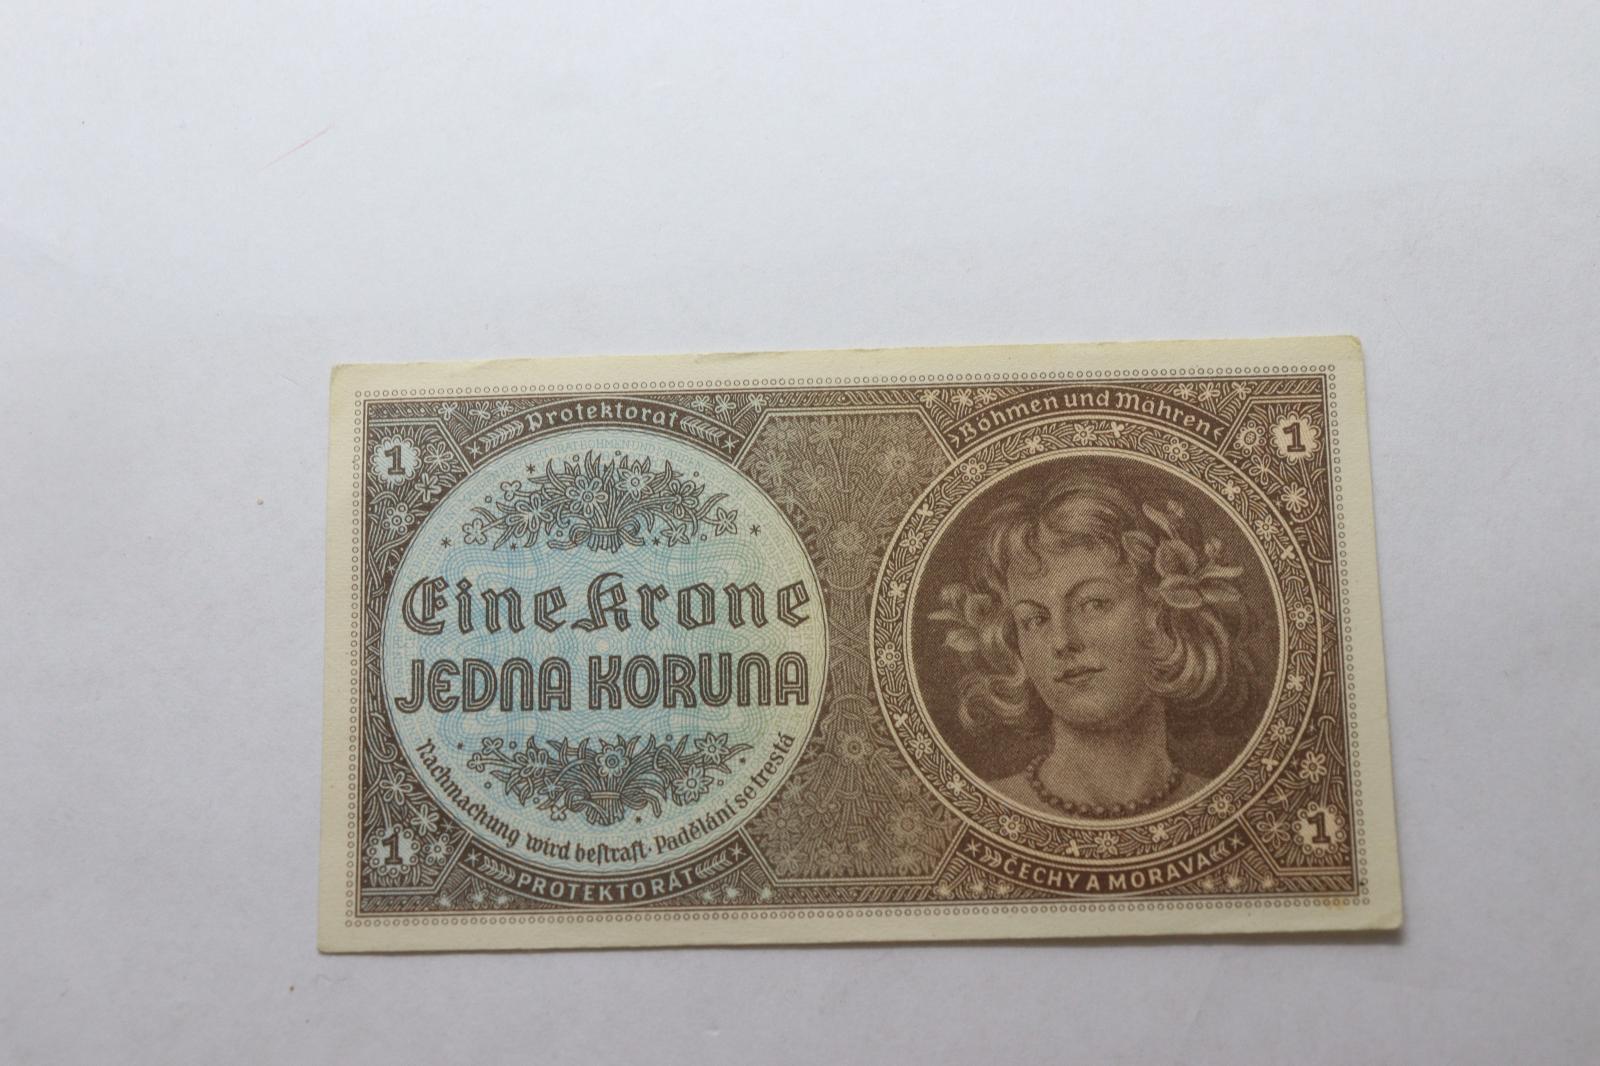 Protektorat
Böhmen und Mähren
1
1
Eine Krone
JEDNA KORUNA
Nachmachung wird bestraft · Padělání se trestá
1
1
PROTEKTORÁT
ČECHY A MORAVA